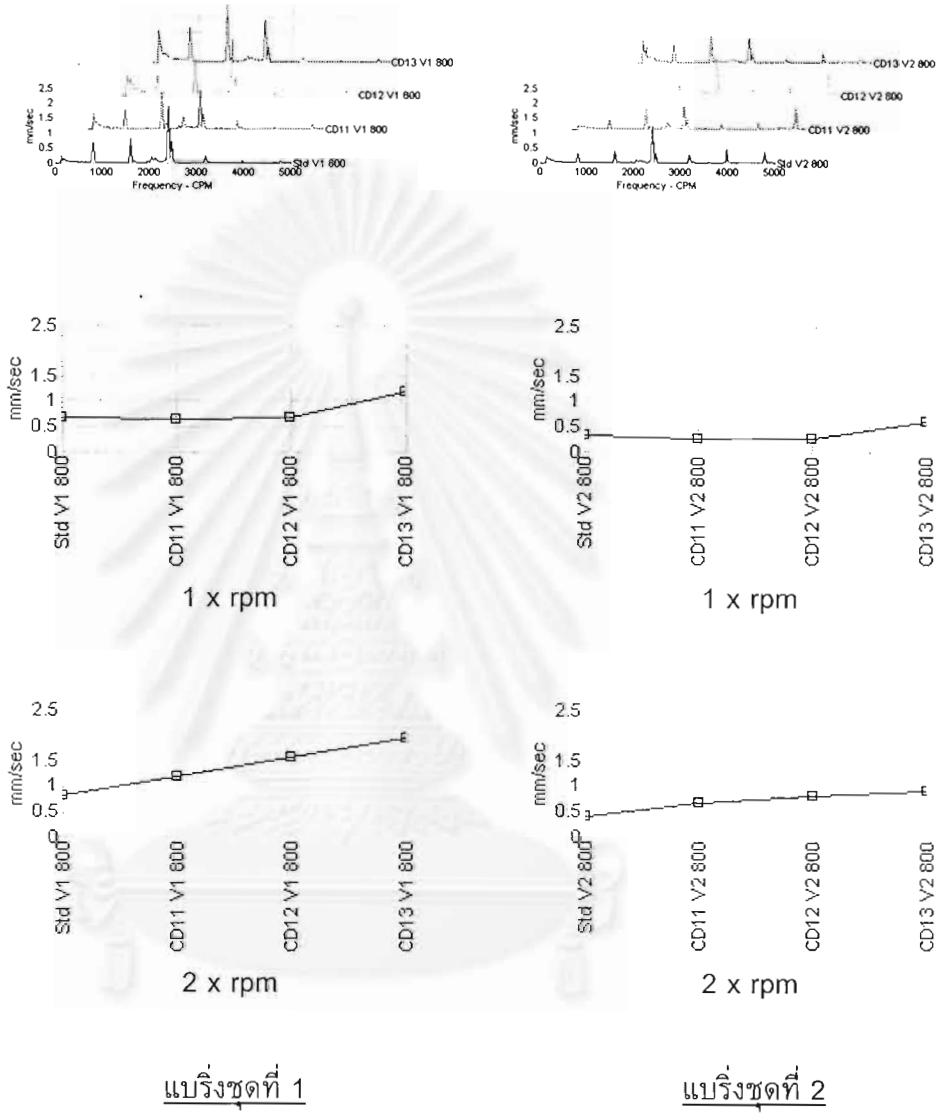 CD13 V1 800
CD12 V1 800
2.5
2
1.5
1
0.5
0
mm/sec
CD11 V1 800
Std V1 800
0 1000 2000 3000 4000 5000
Frequency - CPM
CD13 V2 800
CD12 V2 800
2.5
2
1.5
1
0.5
0
mm/sec
CD11 V2 800
Std V2 800
0 1000 2000 3000 4000 5000
Frequency - CPM
2.5
1.5
1
0.5
0
mm/sec
Std V1 800
CD11 V1 800
CD12 V1 800
CD13 V1 800
1 x rpm
2.5
1.5
1
0.5
0
mm/sec
Std V2 800
CD11 V2 800
CD12 V2 800
CD13 V2 800
1 x rpm
2.5
1.5
1
0.5
0
mm/sec
Std V1 800
CD11 V1 800
CD12 V1 800
CD13 V1 800
2 x rpm
2.5
1.5
1
0.5
0
mm/sec
Std V2 800
CD11 V2 800
CD12 V2 800
CD13 V2 800
2 x rpm
แบริ่งชุดที่ 1
แบริ่งชุดที่ 2